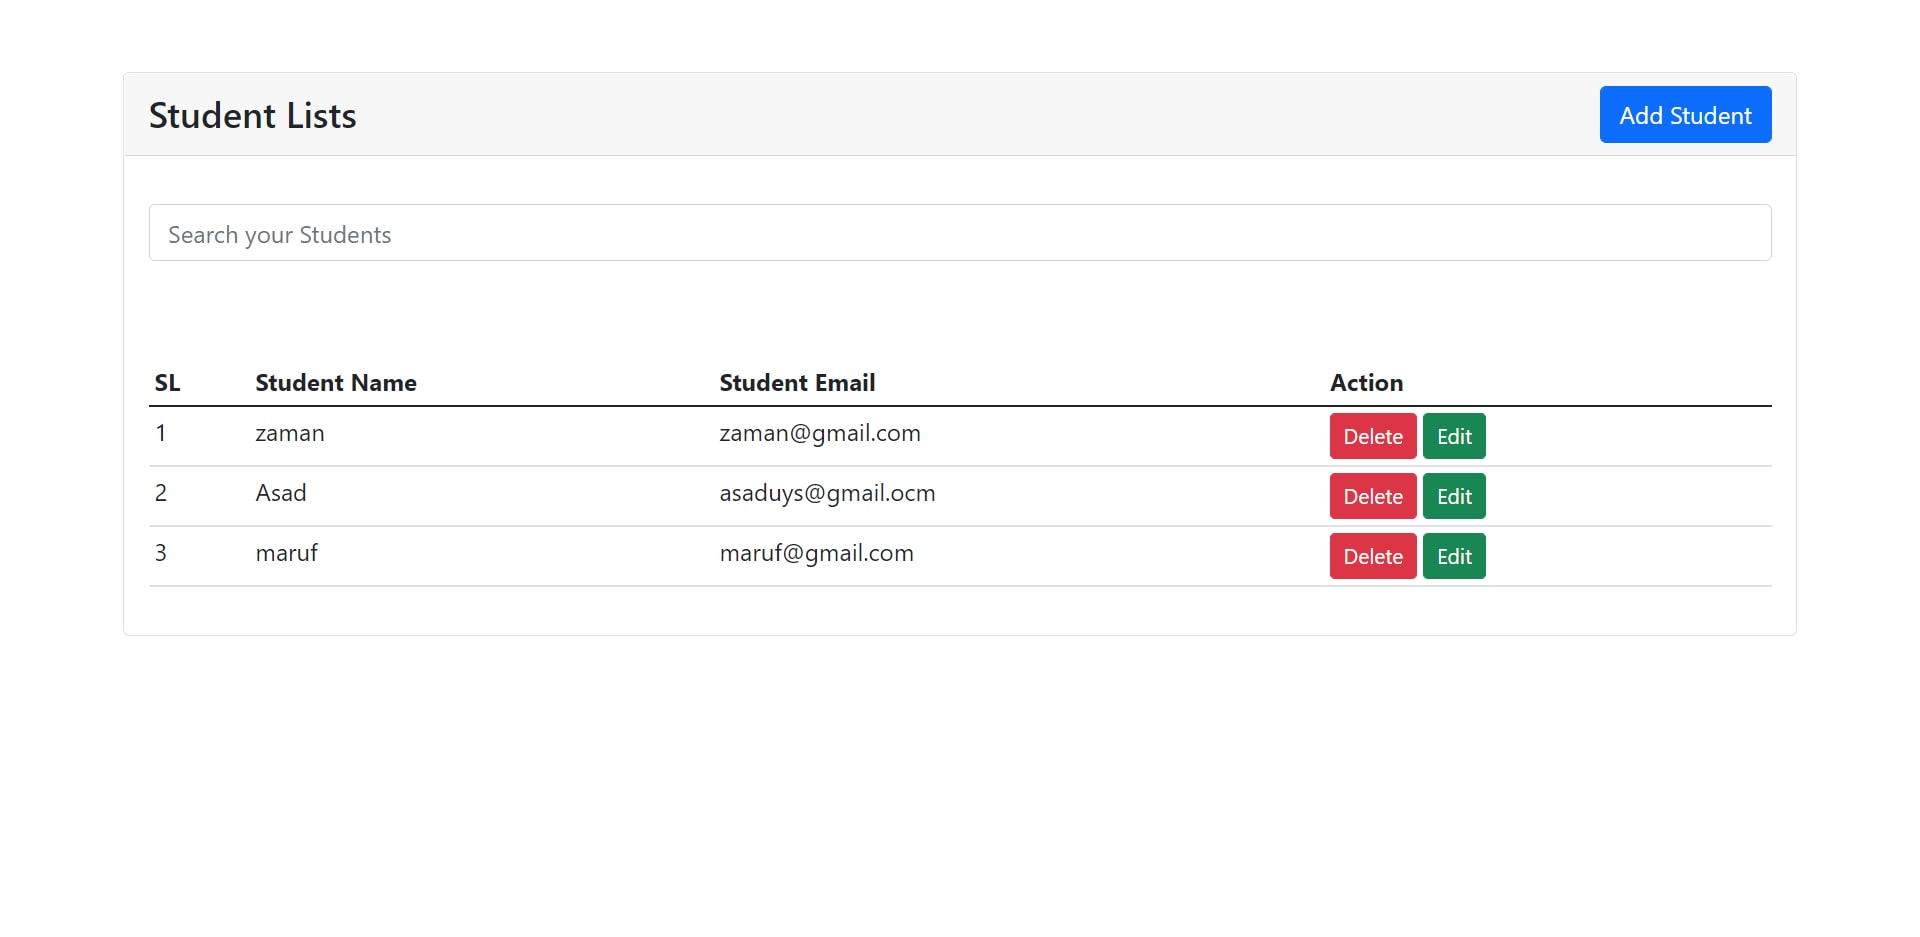 Student Lists Add Student
Search your Students
SL Student Name Student Email Action
1 zaman zaman@gmail.com Delete Edit
2 Asad asaduys@gmail.ocm Delete Edit
3 maruf maruf@gmail.com Delete Edit